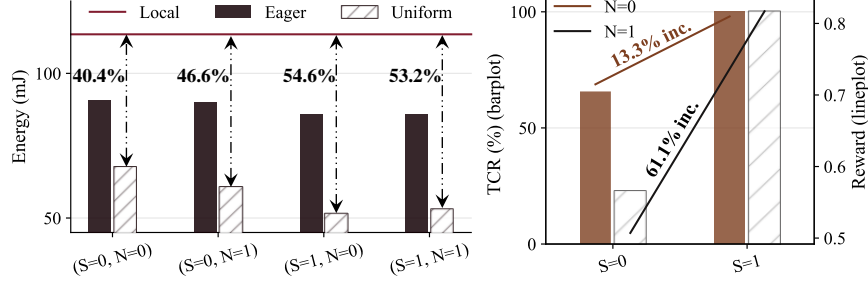 Local Eager Uniform
Energy (mJ)
100
50
40.4% 46.6% 54.6% 53.2%
(S=0, N=0) (S=0, N=1) (S=1, N=0) (S=1, N=1)
N=0
N=1
TCR (%) (barplot)
100
50
0
13.3% inc.
61.1% inc.
S=0 S=1
0.8
0.7
0.6
0.5
Reward (lineplot)